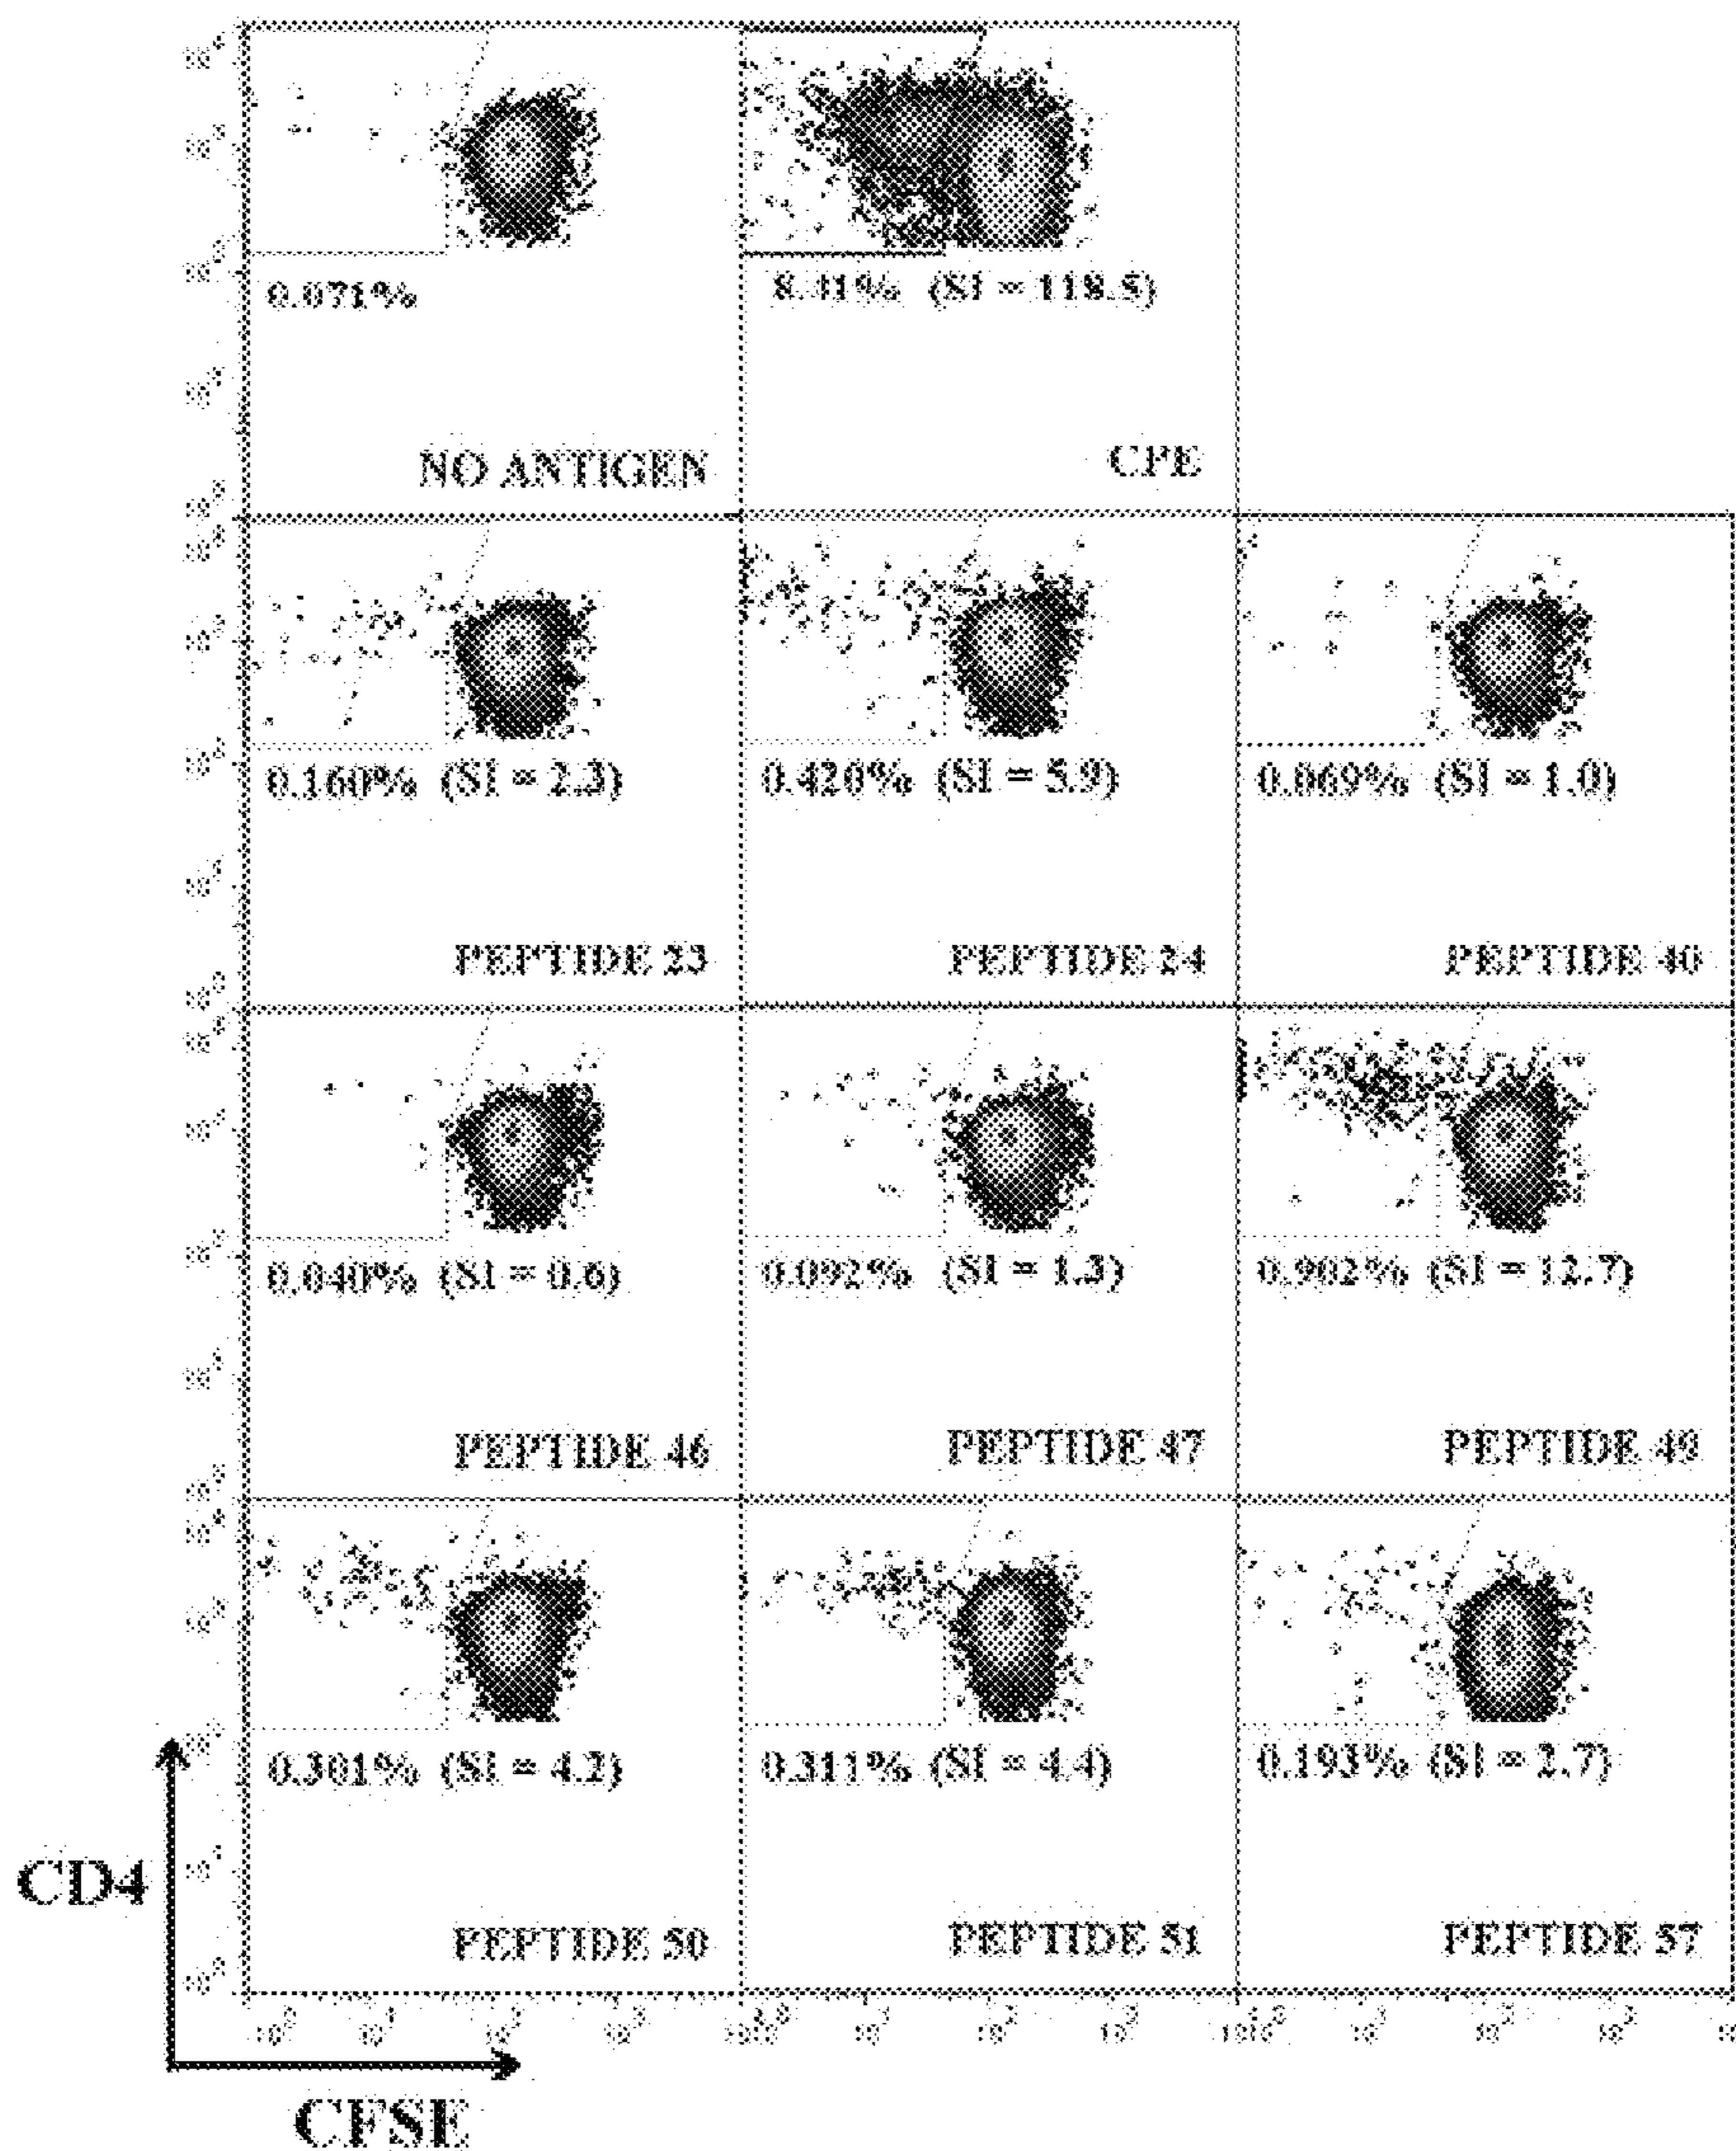 0.071%
8.41% (SI = 118.5)
NO ANTIGEN
CPE
0.160% (SI = 2.3)
0.420% (SI = 5.9)
0.069% (SI = 1.0)
PEPTIDE 23
PEPTIDE 24
PEPTIDE 40
0.040% (SI = 0.6)
0.092% (SI = 1.3)
0.902% (SI = 12.7)
PEPTIDE 46
PEPTIDE 47
PEPTIDE 49
0.301% (SI = 4.2)
0.311% (SI = 4.4)
0.193% (SI = 2.7)
CD4
PEPTIDE 50
PEPTIDE 51
PEPTIDE 57
CFSE